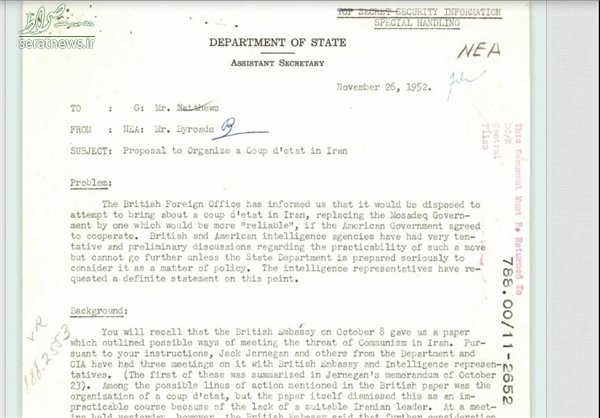 صراط
seratnews.ir
TOP SECRET SECURITY INFORMATION
SPECIAL HANDLING
DEPARTMENT OF STATE
ASSISTANT SECRETARY
NEA
November 26, 1952.
TO : G: Mr. Matthews
FROM : NEA: Mr. Byroade
SUBJECT: Proposal to Organize a Coup d'etat in Iran
Problem:
The British Foreign Office has informed us that it would be disposed to
attempt to bring about a coup d'etat in Iran, replacing the Mosadeq Govern-
ment by one which would be more "reliable", if the American Government agreed
to cooperate. British and American intelligence agencies have had very ten-
tative and preliminary discussions regarding the practicability of such a move
but cannot go further unless the State Department is prepared seriously to
consider it as a matter of policy. The intelligence representatives have re-
quested a definite statement on this point.
Background:
You will recall that the British Embassy on October 8 gave us a paper
which outlined possible ways of meeting the threat of Communism in Iran. Pur-
suant to your instructions, Jack Jernegan and others from the Department and
CIA have had three meetings on it with British Embassy and Intelligence repre-
sentatives. (The first of these was summarized in Jernegan's memorandum of October
23). Among the possible lines of action mentioned in the British paper was the
organization of a coup d'etat, but the paper itself dismissed this as an im-
practicable course because of the lack of a suitable Iranian leader. At a meet-
This Document Must Be Returned To
DC/R
Central
Files
788.00/11-2652